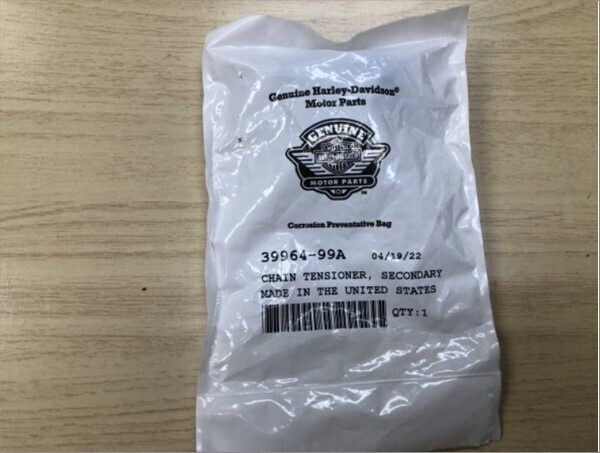 Genuine Harley-Davidson®
Motor Parts
GENUINE
MOTOR PARTS
TM
Corrosion Preventative Bag
39964-99A 04/19/22
CHAIN TENSIONER, SECONDARY
MADE IN THE UNITED STATES
QTY:1